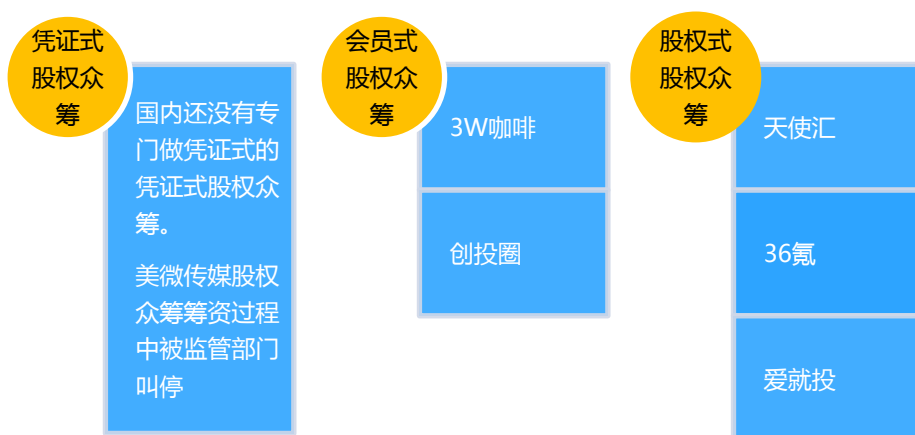 凭证式
股权众
筹
国内还没有专
门做凭证式的
凭证式股权众
筹。
美微传媒股权
众筹筹资过程
中被监管部门
叫停
会员式
股权众
筹
3W咖啡
创投圈
股权式
股权众
筹
天使汇
36氪
爱就投